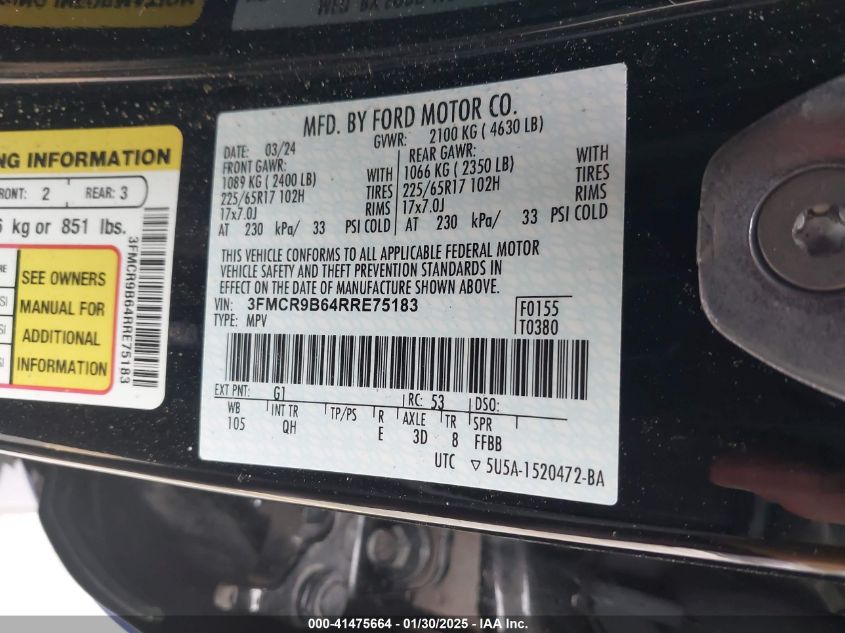 MFD. BY FORD MOTOR CO.
DATE: 03/24 GVWR: 2100 KG ( 4630 LB)
FRONT GAWR: REAR GAWR:
1089 KG ( 2400 LB) WITH 1066 KG ( 2350 LB) WITH
225/65R17 102H TIRES 225/65R17 102H TIRES
17x7.0J RIMS 17x7.0J RIMS
AT 230 kPa/ 33 PSI COLD AT 230 kPa/ 33 PSI COLD
THIS VEHICLE CONFORMS TO ALL APPLICABLE FEDERAL MOTOR
VEHICLE SAFETY AND THEFT PREVENTION STANDARDS IN
EFFECT ON THE DATE OF MANUFACTURE SHOWN ABOVE.
VIN: 3FMCR9B64RRE75183 F0155
TYPE: MPV T0380
EXT PNT: G1 RC: 53 DSO:
WB INT TR TP/PS R AXLE TR SPR
105 QH E 3D 8 FFBB
UTC ▽ 5U5A-1520472-BA
INFORMATION
FRONT: 2 REAR: 3
kg or 851 lbs.
SEE OWNERS
MANUAL FOR
ADDITIONAL
INFORMATION
3FMCR9B64RRE75183
000-41475664 - 01/30/2025 - IAA Inc.